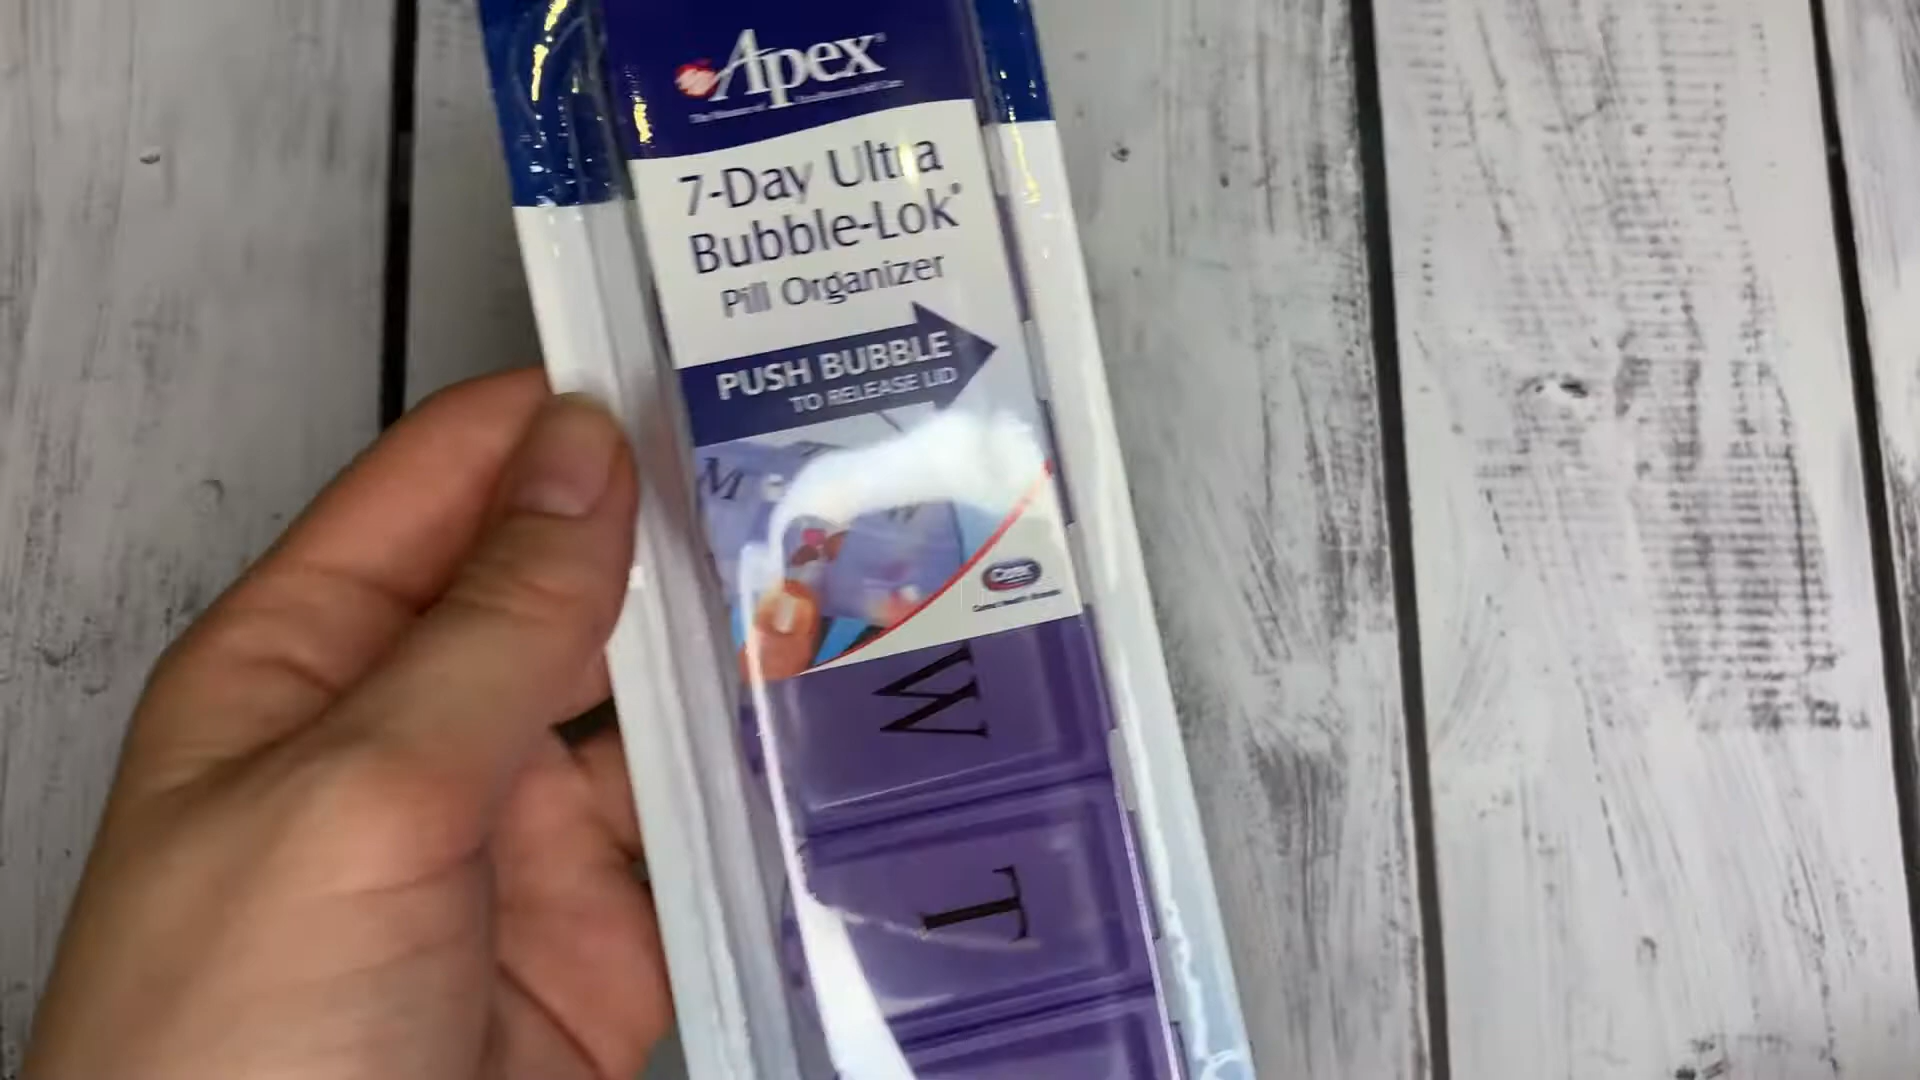 Apex®
7-Day Ultra
Bubble-Lok®
Pill Organizer
PUSH BUBBLE
TO RELEASE LID
M
W
W
T